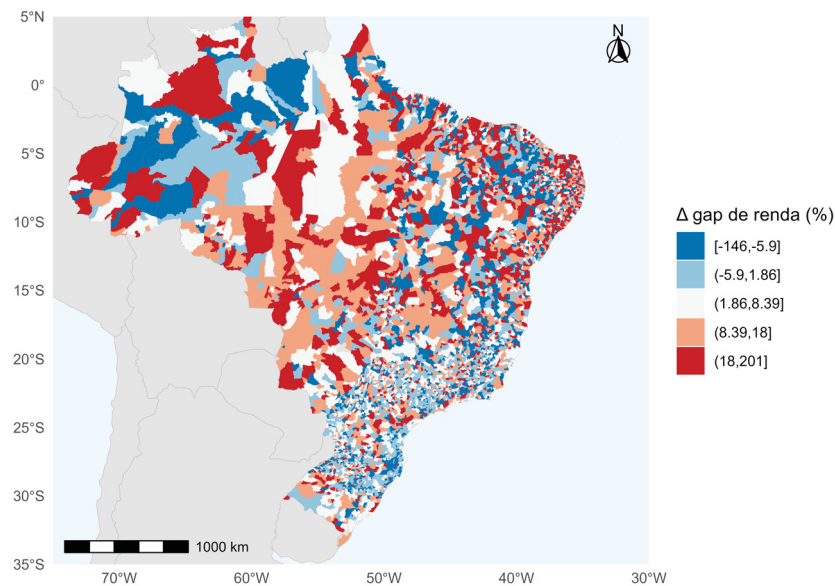 5°N
N
0°
5°S
10°S
15°S
20°S
25°S
30°S
35°S
1000 km
70°W 60°W 50°W 40°W 30°W
Δ gap de renda (%)
[-146,-5.9]
(-5.9,1.86]
(1.86,8.39]
(8.39,18]
(18,201]